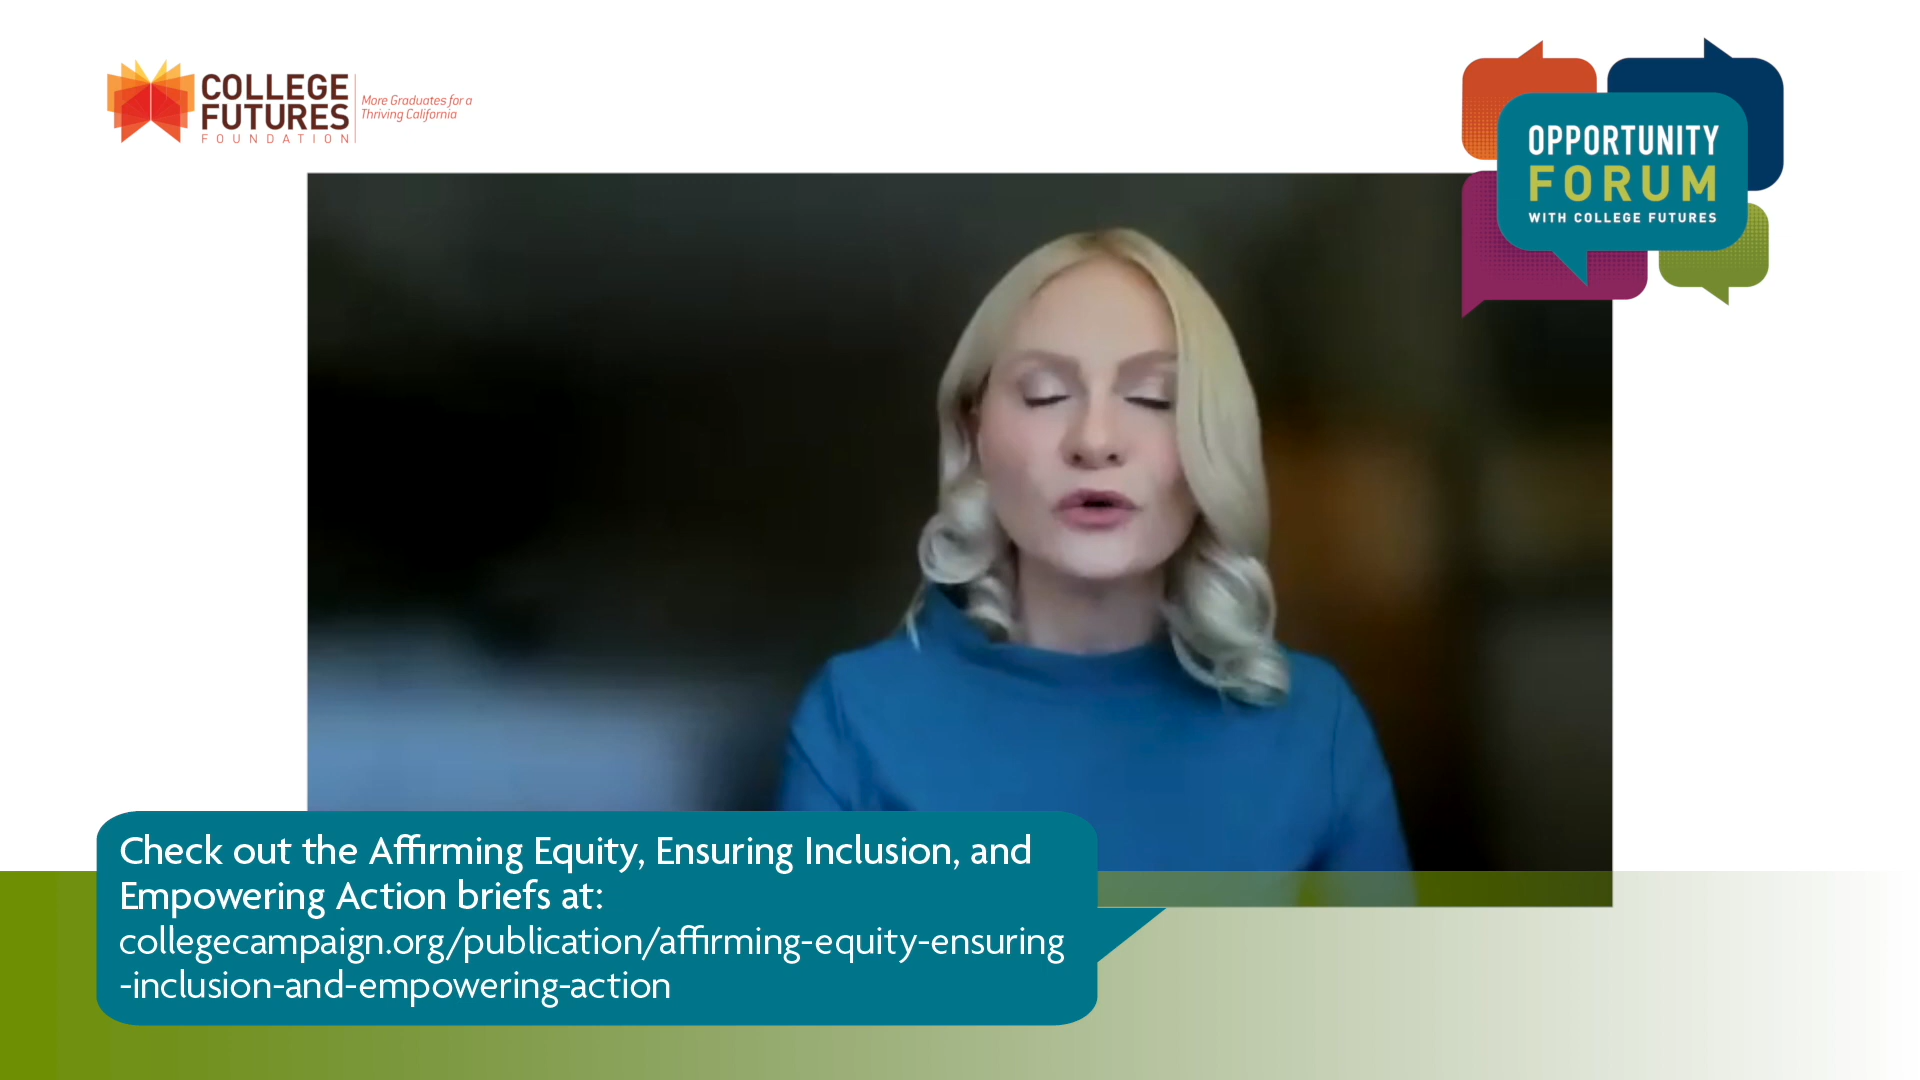 COLLEGE
FUTURES
FOUNDATION
More Graduates for a
Thriving California
OPPORTUNITY
FORUM
WITH COLLEGE FUTURES
Check out the Affirming Equity, Ensuring Inclusion, and
Empowering Action briefs at:
collegecampaign.org/publication/affirming-equity-ensuring
-inclusion-and-empowering-action